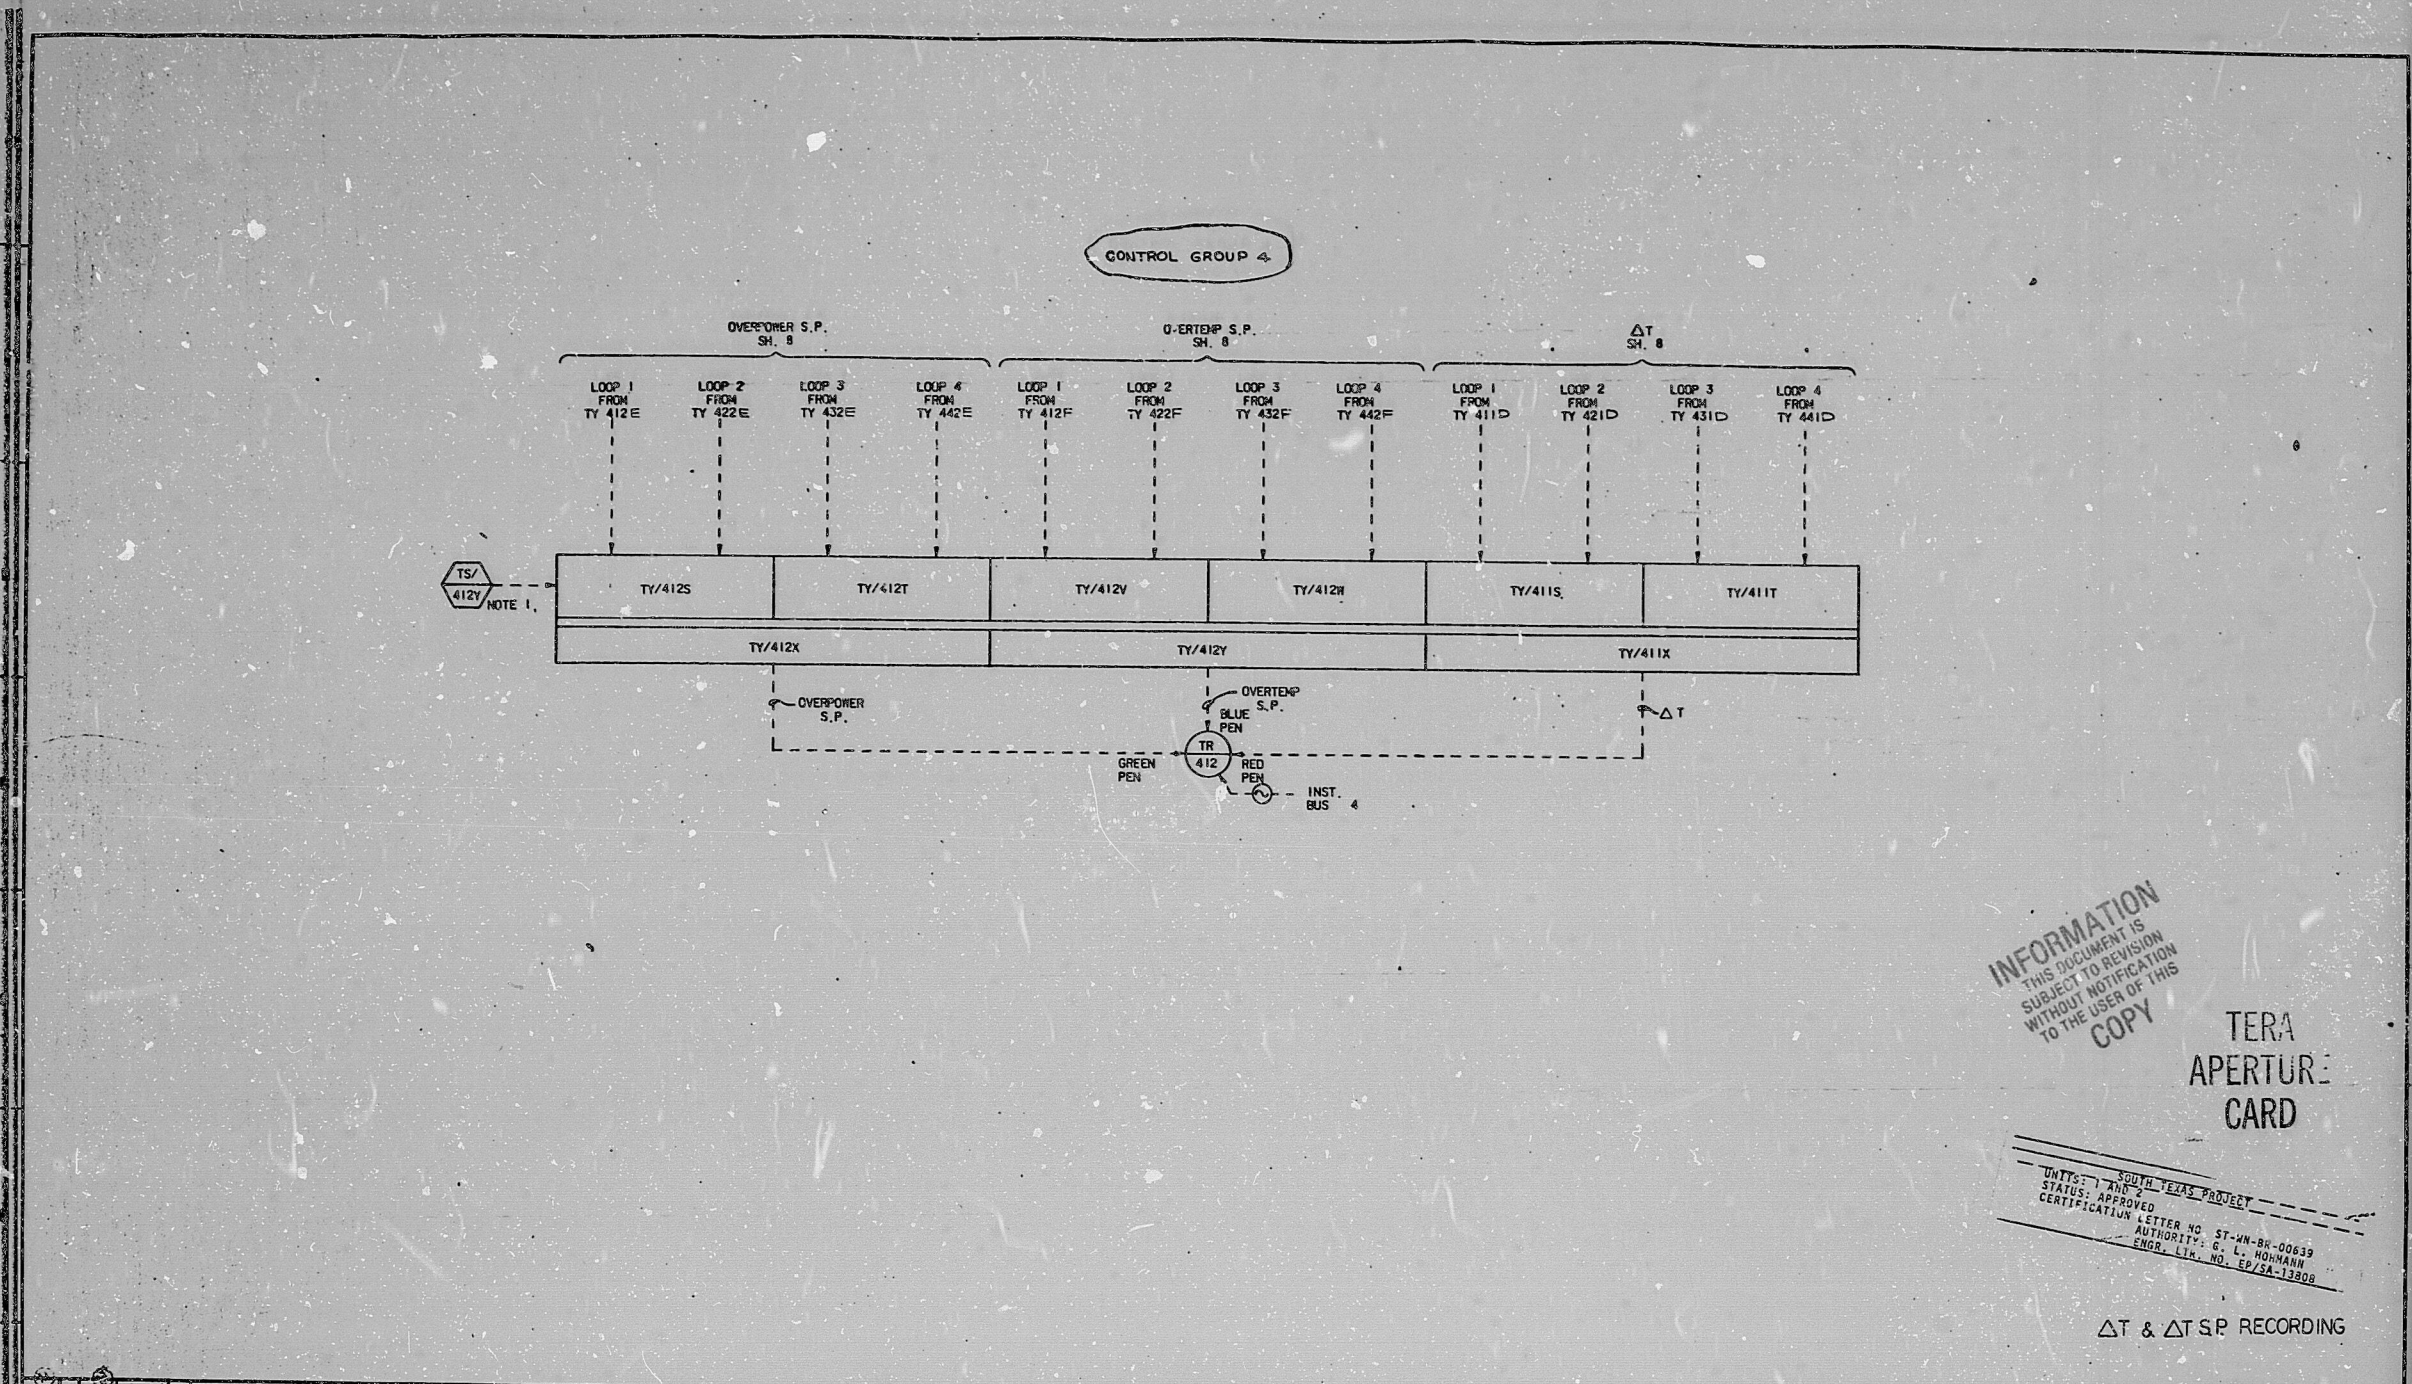 CONTROL GROUP 4
OVERPOWER S.P.
SH. 8
OVERTEMP S.P.
SH. 8
△T
SH. 8
LOOP 1
FROM
TY 412E
LOOP 2
FROM
TY 422E
LOOP 3
FROM
TY 432E
LOOP 4
FROM
TY 442E
LOOP 1
FROM
TY 412F
LOOP 2
FROM
TY 422F
LOOP 3
FROM
TY 432F
LOOP 4
FROM
TY 442F
LOOP 1
FROM
TY 411D
LOOP 2
FROM
TY 421D
LOOP 3
FROM
TY 431D
LOOP 4
FROM
TY 441D
TS/
412Y
NOTE 1.
TY/412S
TY/412T
TY/412V
TY/412W
TY/411S
TY/411T
TY/412X
TY/412Y
TY/411X
OVERPOWER
S.P.
OVERTEMP
S.P.
△T
BLUE
PEN
TR
412
GREEN
PEN
RED
PEN
INST.
BUS 4
INFORMATION
THIS DOCUMENT IS
SUBJECT TO REVISION
WITHOUT NOTIFICATION
TO THE USER OF THIS
COPY
TERA
APERTURE
CARD
SOUTH TEXAS PROJECT
UNITS: 1 AND 2
STATUS: APPROVED
CERTIFICATION LETTER NO ST-WN-BR-00639
AUTHORITY: G. L. HOHMANN
ENGR. LTR. NO. EP/SA-13808
△T & △T S.P. RECORDING